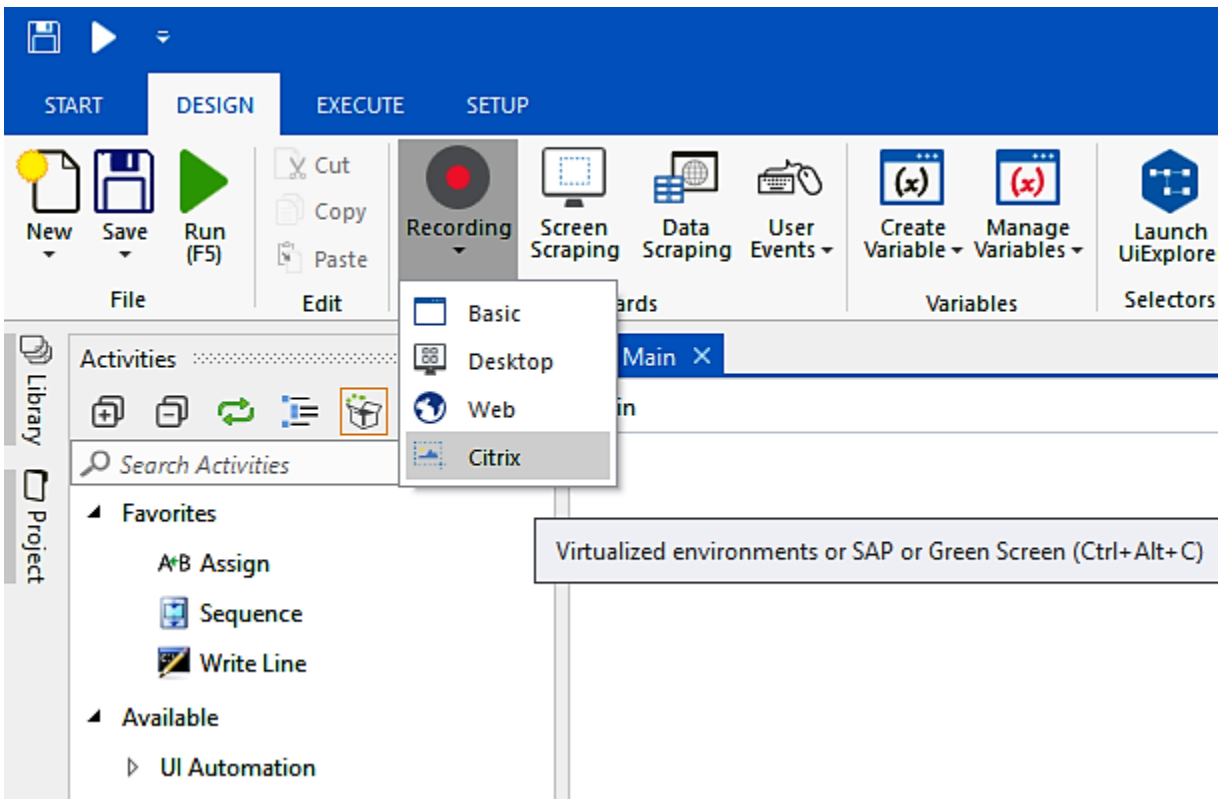 START DESIGN EXECUTE SETUP
Cut
Copy
Paste
New Save Run (F5)
Recording
Screen Scraping
Data Scraping
User Events
Create Variable
Manage Variables
Launch UiExplore
File Edit ards Variables Selectors
Basic
Desktop
Web
Citrix
Library
Project
Activities
Main
in
Search Activities
Virtualized environments or SAP or Green Screen (Ctrl+Alt+C)
Favorites
A+B Assign
Sequence
Write Line
Available
UI Automation